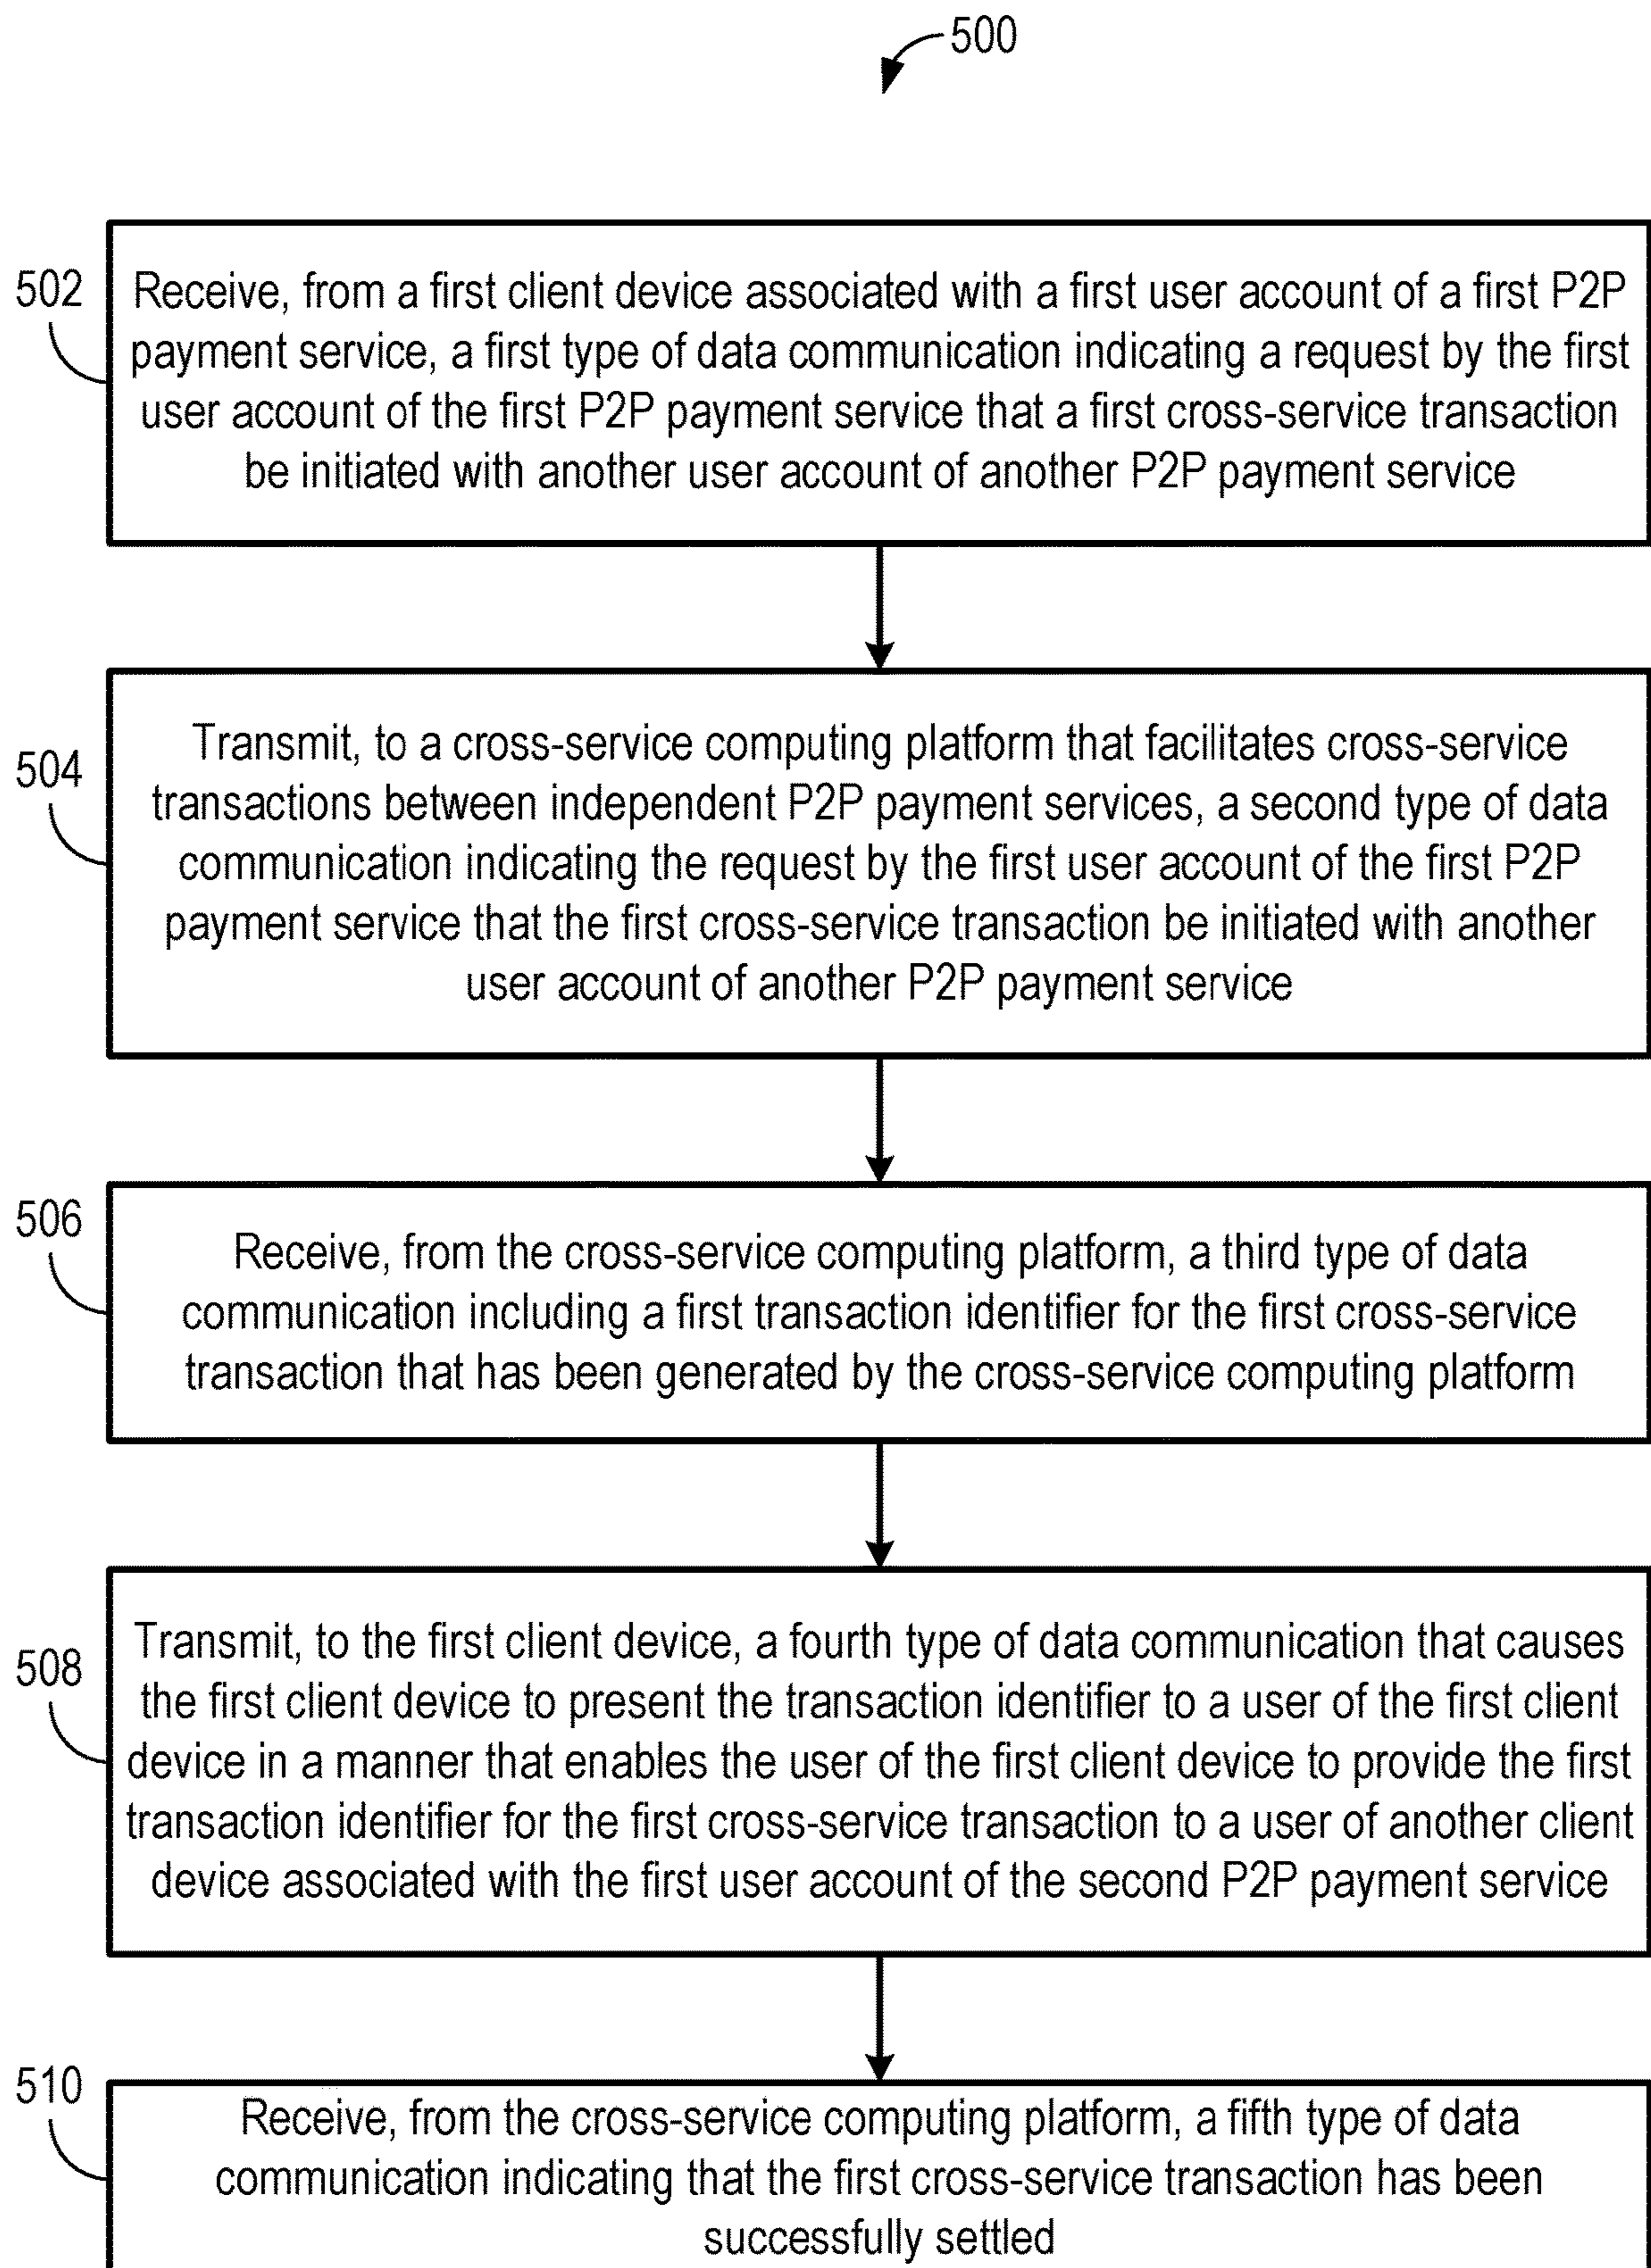 500
502
Receive, from a first client device associated with a first user account of a first P2P
payment service, a first type of data communication indicating a request by the first
user account of the first P2P payment service that a first cross-service transaction
be initiated with another user account of another P2P payment service
504
Transmit, to a cross-service computing platform that facilitates cross-service
transactions between independent P2P payment services, a second type of data
communication indicating the request by the first user account of the first P2P
payment service that the first cross-service transaction be initiated with another
user account of another P2P payment service
506
Receive, from the cross-service computing platform, a third type of data
communication including a first transaction identifier for the first cross-service
transaction that has been generated by the cross-service computing platform
508
Transmit, to the first client device, a fourth type of data communication that causes
the first client device to present the transaction identifier to a user of the first client
device in a manner that enables the user of the first client device to provide the first
transaction identifier for the first cross-service transaction to a user of another client
device associated with the first user account of the second P2P payment service
510
Receive, from the cross-service computing platform, a fifth type of data
communication indicating that the first cross-service transaction has been
successfully settled